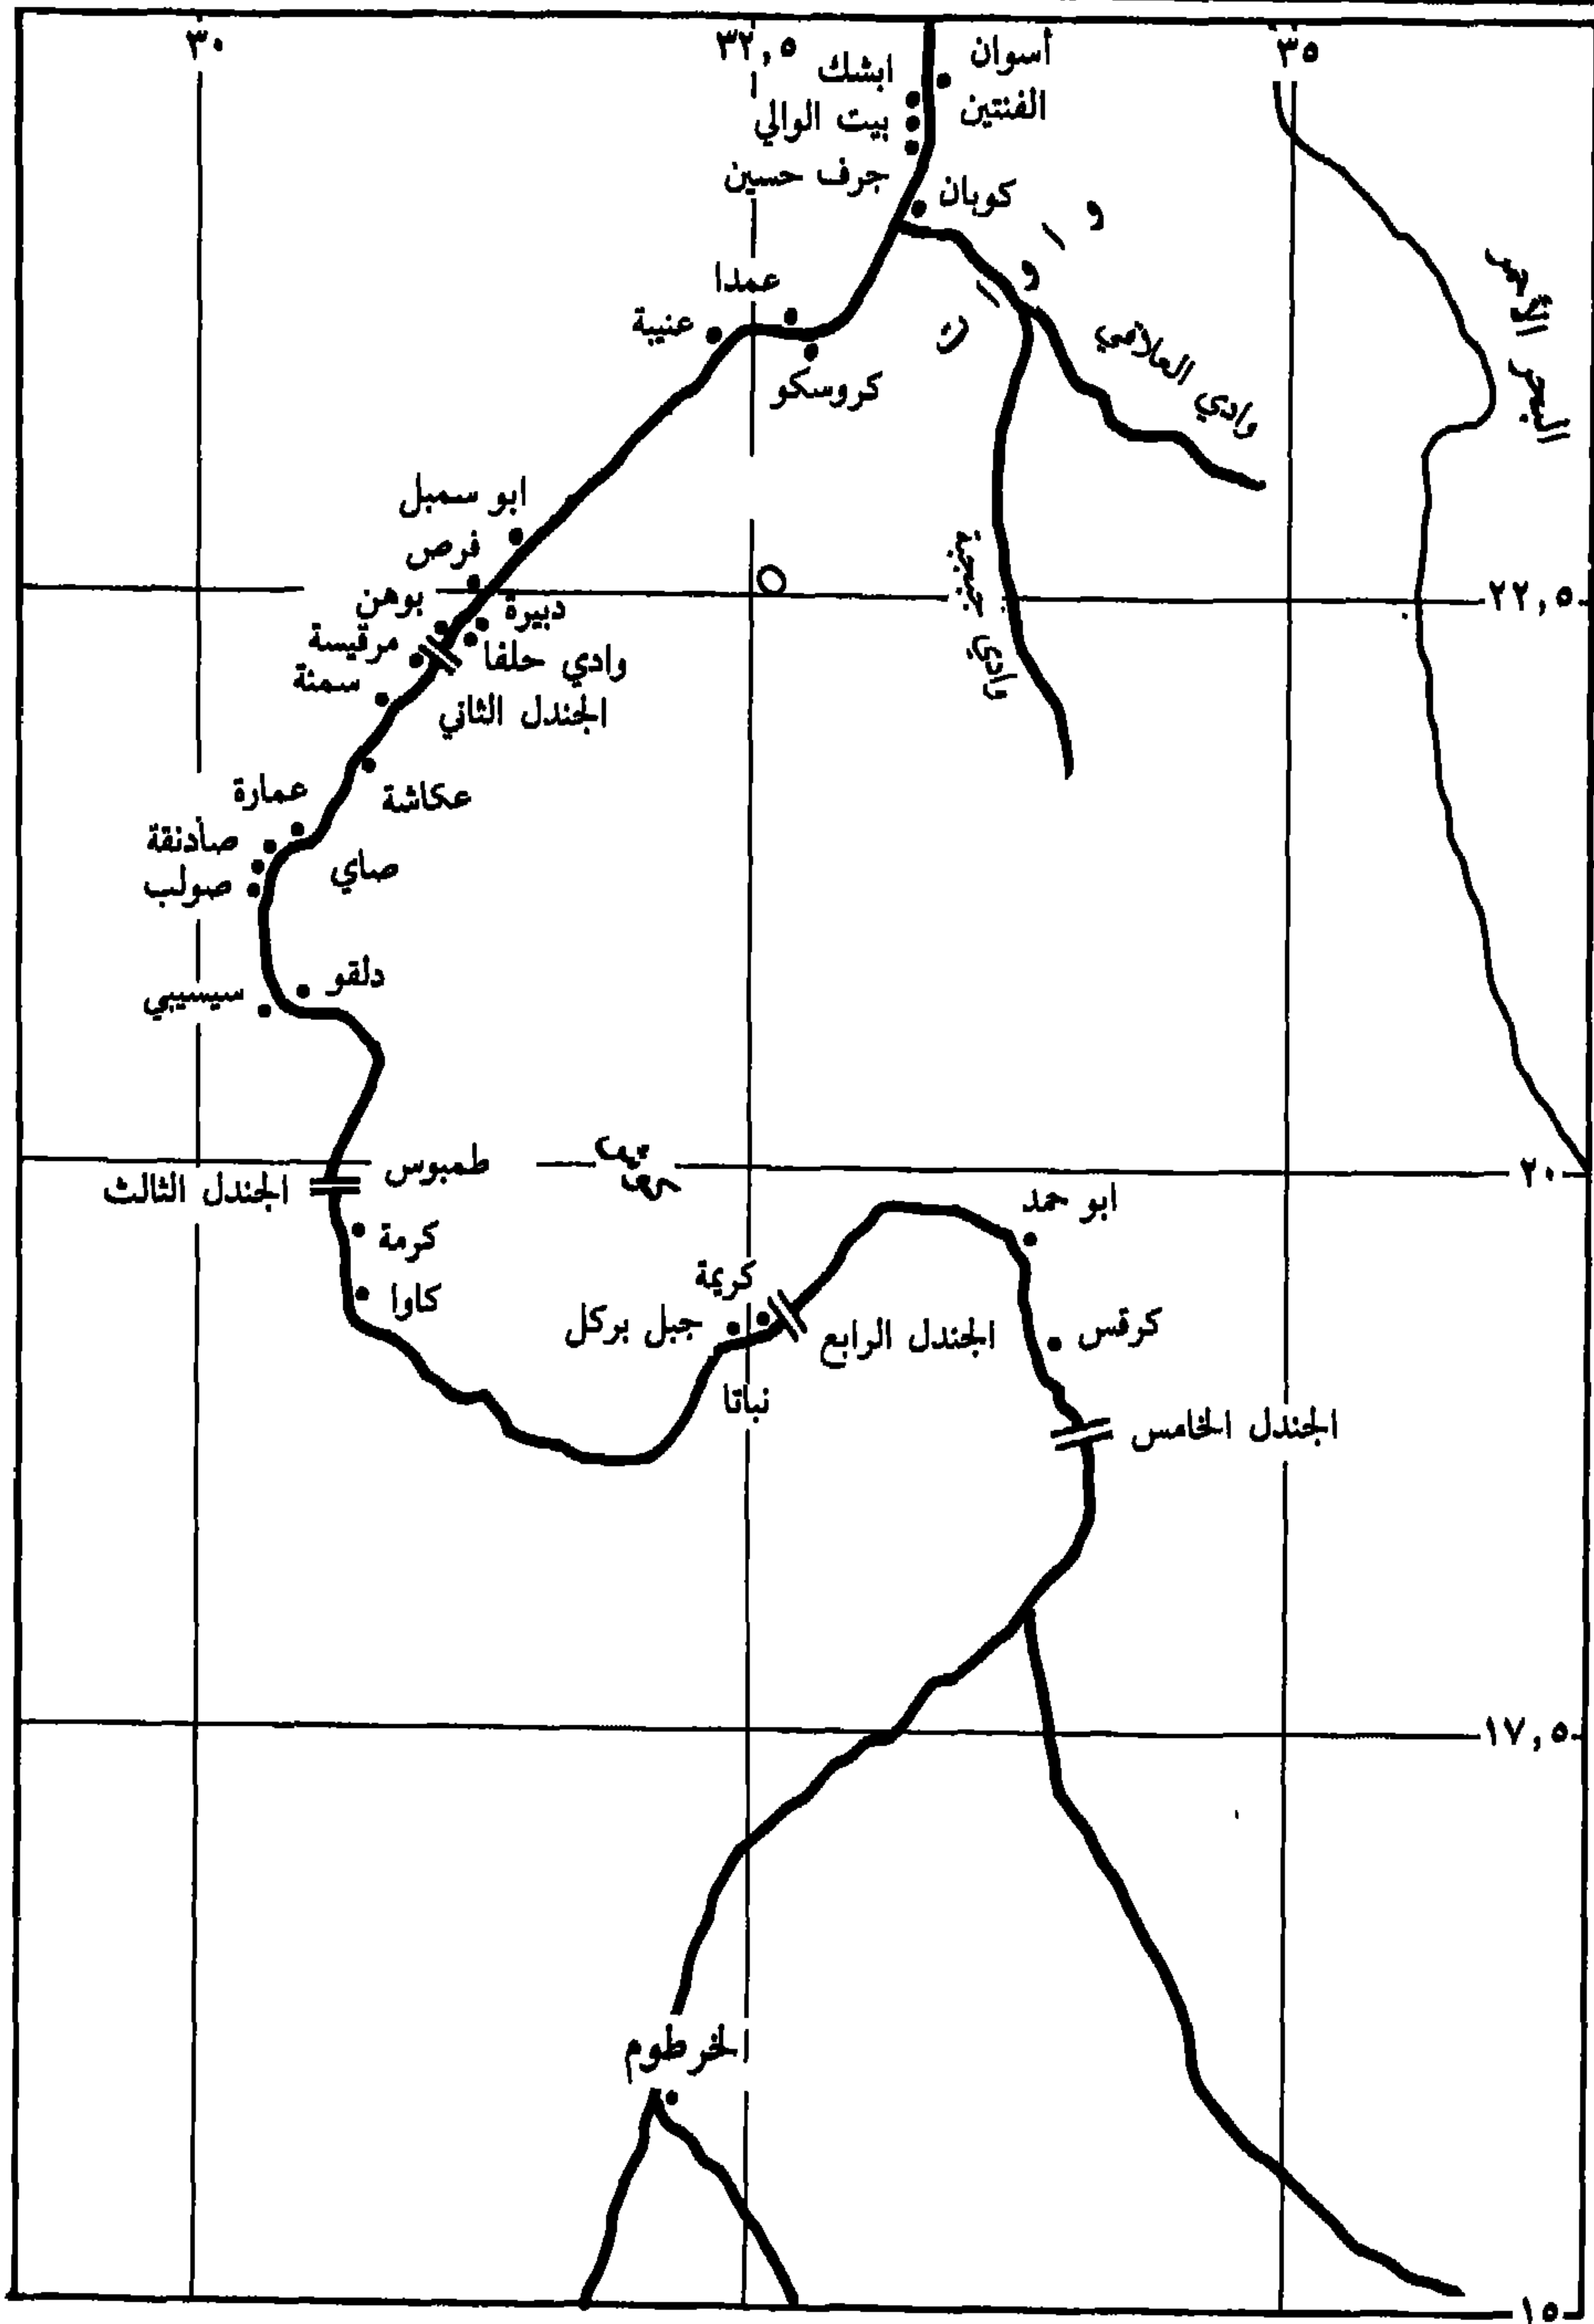 ٣٠
٣٢,٥
٣٥
أسوان
الفنتين
ابشك
بيت الوالي
جرف حسين
كوبان
و ا و ا ت
عمدا
عنيبة
كروسكو
وادي العلاقي
البحر الأحمر
ابو سمبل
فرص
وادي جبجبة
٢٢,٥
بوهن
دبيرة
مرقيسة
وادي حلفا
سمنة
الجندل الثاني
عكاشة
عمارة
صادنقة
صاي
صولب
دلقو
سيسيبي
طمبوس
الجندل الثالث
٢٠
كرمة
ابو حمد
كاوا
كريمة
جبل بركل
الجندل الرابع
كرقس
نباتا
الجندل الخامس
١٧,٥
الخرطوم
١٥